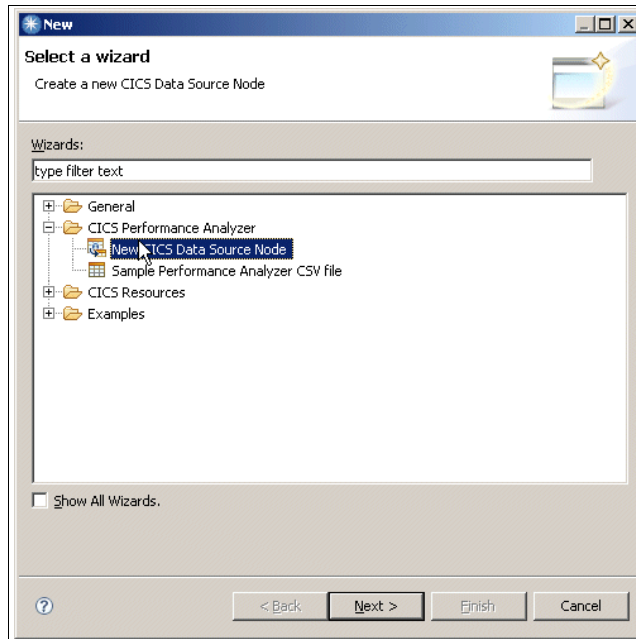 New
Select a wizard
Create a new CICS Data Source Node
Wizards:
type filter text
General
CICS Performance Analyzer
New CICS Data Source Node
Sample Performance Analyzer CSV file
CICS Resources
Examples
Show All Wizards.
?
< Back
Next >
Finish
Cancel